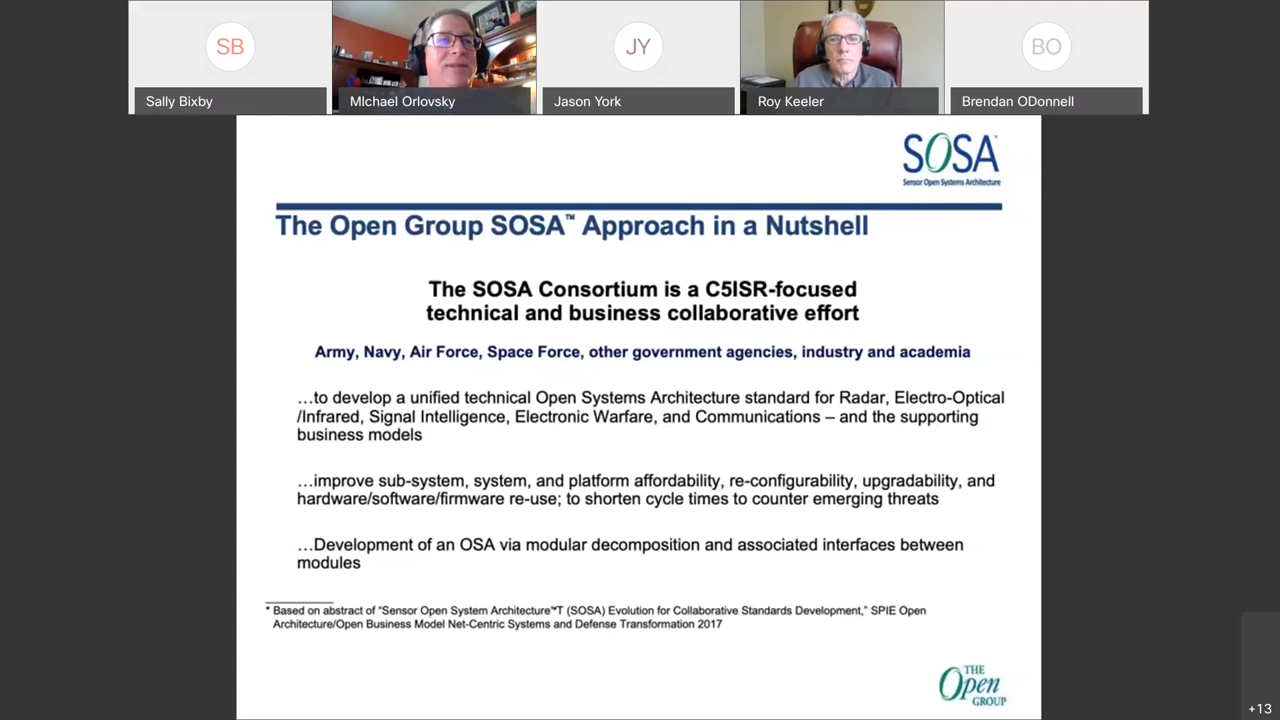 SB
JY
BO
Sally Bixby
MIchael Orlovsky
Jason York
Roy Keeler
Brendan ODonnell
SOSA™
Sensor Open Systems Architecture
The Open Group SOSA™ Approach in a Nutshell
The SOSA Consortium is a C5ISR-focused
technical and business collaborative effort
Army, Navy, Air Force, Space Force, other government agencies, industry and academia
…to develop a unified technical Open Systems Architecture standard for Radar, Electro-Optical
/Infrared, Signal Intelligence, Electronic Warfare, and Communications – and the supporting
business models
…improve sub-system, system, and platform affordability, re-configurability, upgradability, and
hardware/software/firmware re-use; to shorten cycle times to counter emerging threats
…Development of an OSA via modular decomposition and associated interfaces between
modules
* Based on abstract of "Sensor Open System Architecture™T (SOSA) Evolution for Collaborative Standards Development," SPIE Open
Architecture/Open Business Model Net-Centric Systems and Defense Transformation 2017
THE
Open
GROUP
+13